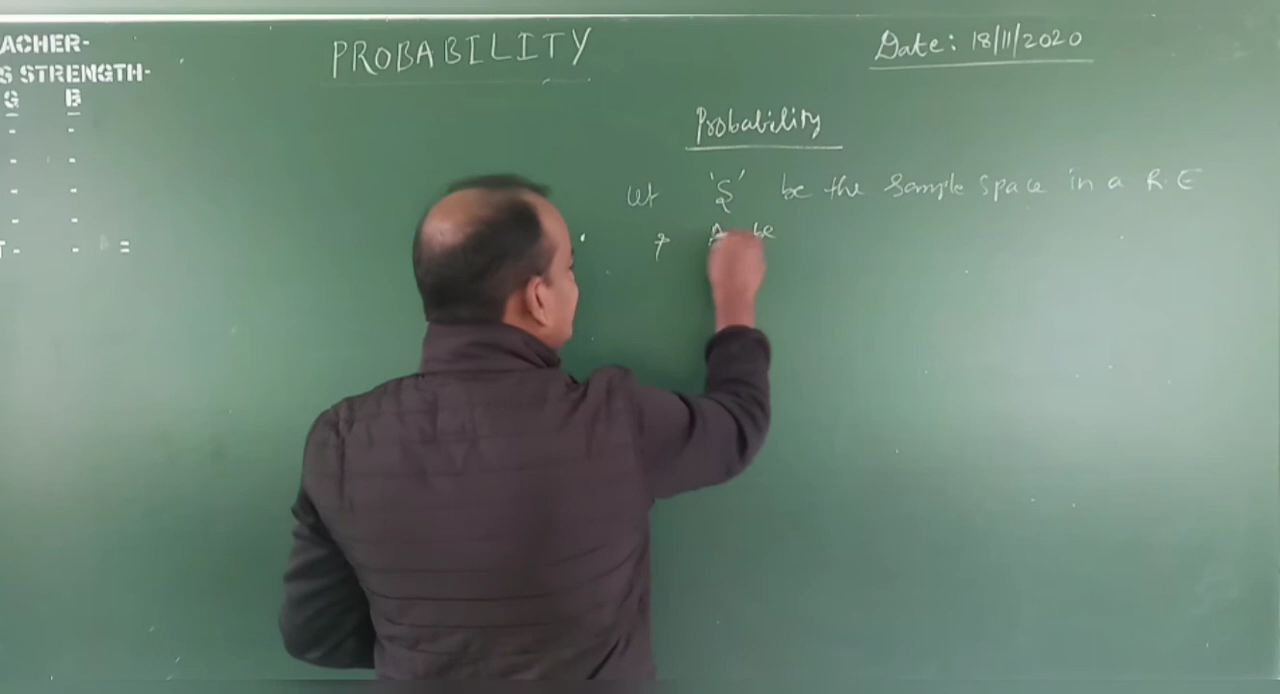 ACHER-
S STRENGTH-
G B
PROBABILITY
Date: 18/11/2020
Probability
Let 'S' be the Sample Space in a R.E
& A be